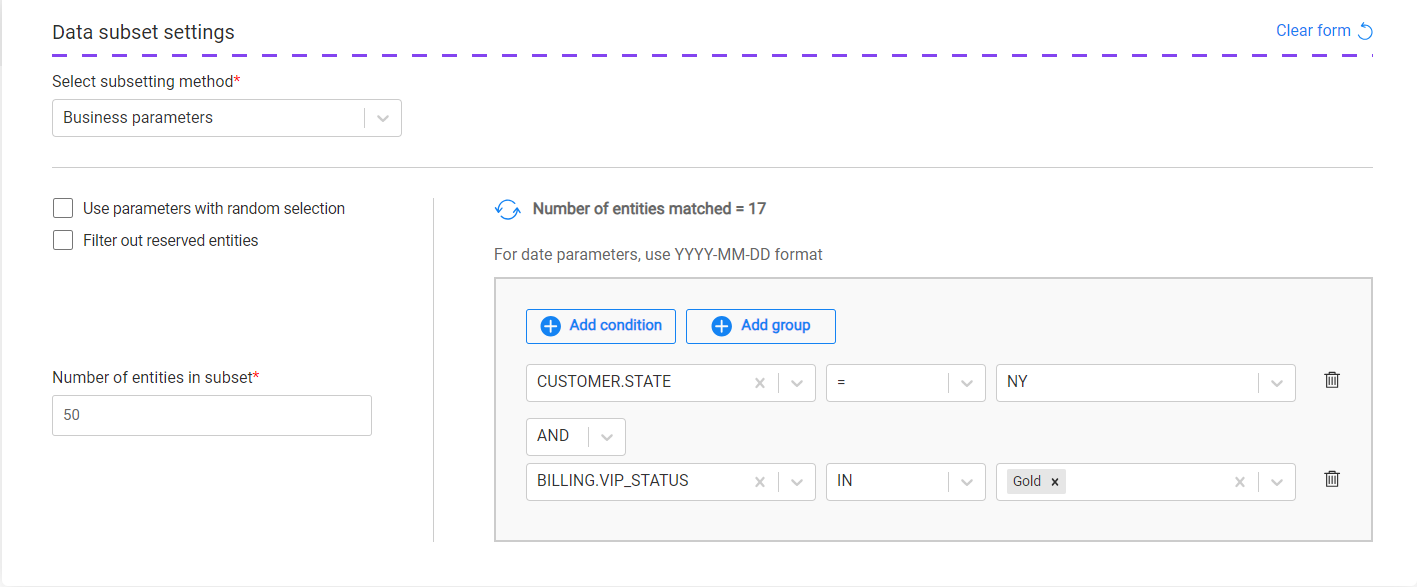 Data subset settings
Clear form
Select subsetting method*
Business parameters
Use parameters with random selection
Filter out reserved entities
Number of entities in subset*
50
Number of entities matched = 17
For date parameters, use YYYY-MM-DD format
Add condition
Add group
CUSTOMER.STATE
=
NY
AND
BILLING.VIP_STATUS
IN
Gold